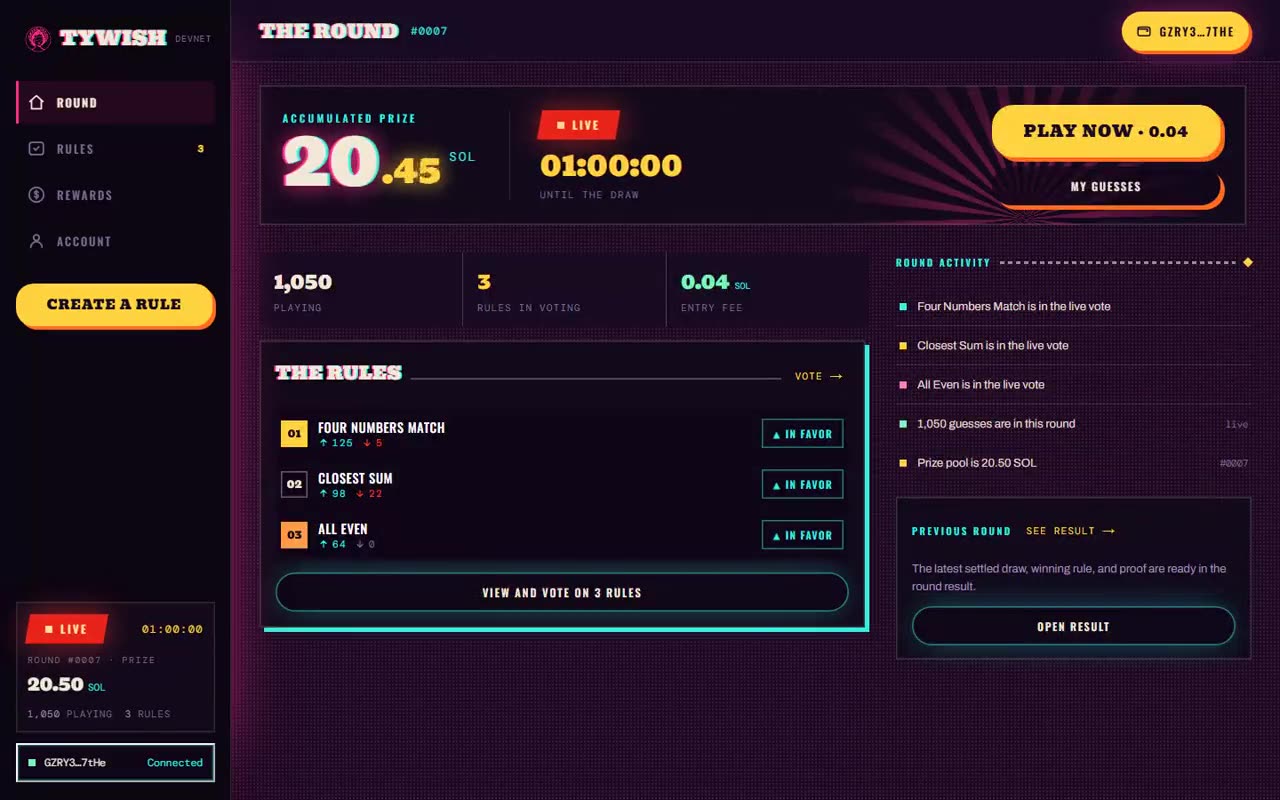 TYWISH DEVNET
ROUND
RULES 3
REWARDS
ACCOUNT
CREATE A RULE
LIVE 01:00:00
ROUND #0007 · PRIZE
20.50 SOL
1,050 PLAYING 3 RULES
GZRY3…7tHe Connected
THE ROUND #0007
GZRY3…7THE
ACCUMULATED PRIZE
20.45 SOL
LIVE
01:00:00
UNTIL THE DRAW
PLAY NOW · 0.04
MY GUESSES
1,050
PLAYING
3
RULES IN VOTING
0.04 SOL
ENTRY FEE
THE RULES VOTE →
01 FOUR NUMBERS MATCH
↑ 125 ↓ 5
▲ IN FAVOR
02 CLOSEST SUM
↑ 98 ↓ 22
▲ IN FAVOR
03 ALL EVEN
↑ 64 ↓ 0
▲ IN FAVOR
VIEW AND VOTE ON 3 RULES
ROUND ACTIVITY
Four Numbers Match is in the live vote
Closest Sum is in the live vote
All Even is in the live vote
1,050 guesses are in this round live
Prize pool is 20.50 SOL #0007
PREVIOUS ROUND SEE RESULT →
The latest settled draw, winning rule, and proof are ready in the
round result.
OPEN RESULT